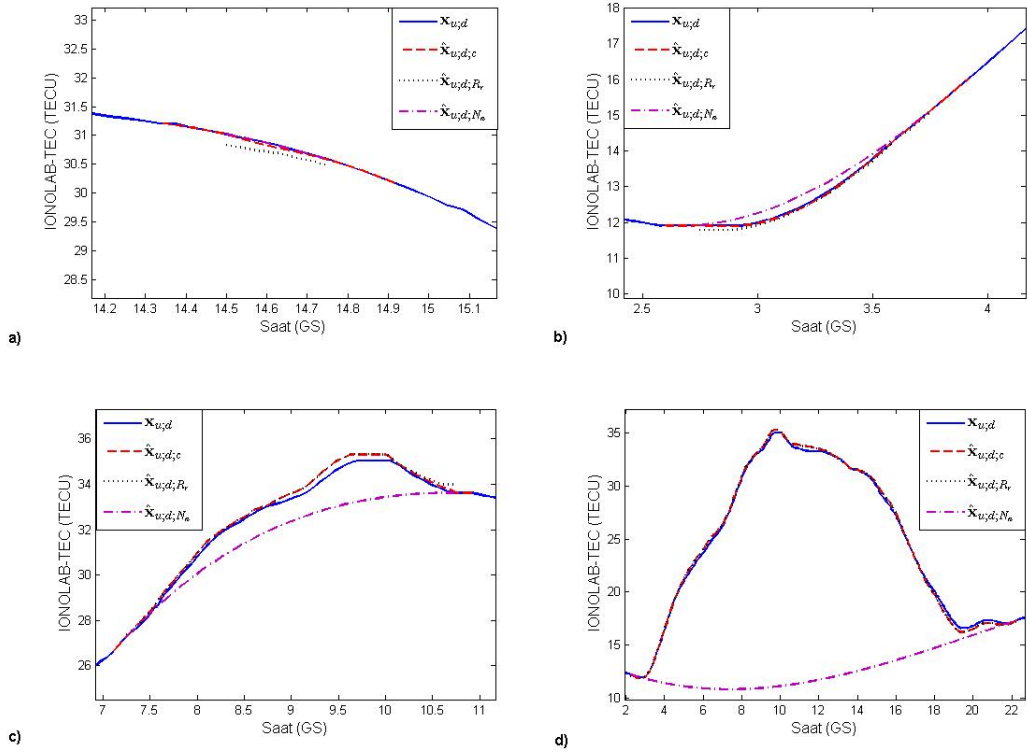 33
32.5
32
31.5
31
30.5
30
29.5
29
28.5
14.2 14.3 14.4 14.5 14.6 14.7 14.8 14.9 15 15.1
IONOLAB-TEC (TECU)
Saat (GS)
x_{u;d}
x̂_{u;d;c}
x̂_{u;d;R_r}
x̂_{u;d;N_n}
a)
18
17
16
15
14
13
12
11
10
2.5 3 3.5 4
IONOLAB-TEC (TECU)
Saat (GS)
x_{u;d}
x̂_{u;d;c}
x̂_{u;d;R_r}
x̂_{u;d;N_n}
b)
36
34
32
30
28
26
7 7.5 8 8.5 9 9.5 10 10.5 11
IONOLAB-TEC (TECU)
Saat (GS)
x_{u;d}
x̂_{u;d;c}
x̂_{u;d;R_r}
x̂_{u;d;N_n}
c)
35
30
25
20
15
10
2 4 6 8 10 12 14 16 18 20 22
IONOLAB-TEC (TECU)
Saat (GS)
x_{u;d}
x̂_{u;d;c}
x̂_{u;d;R_r}
x̂_{u;d;N_n}
d)